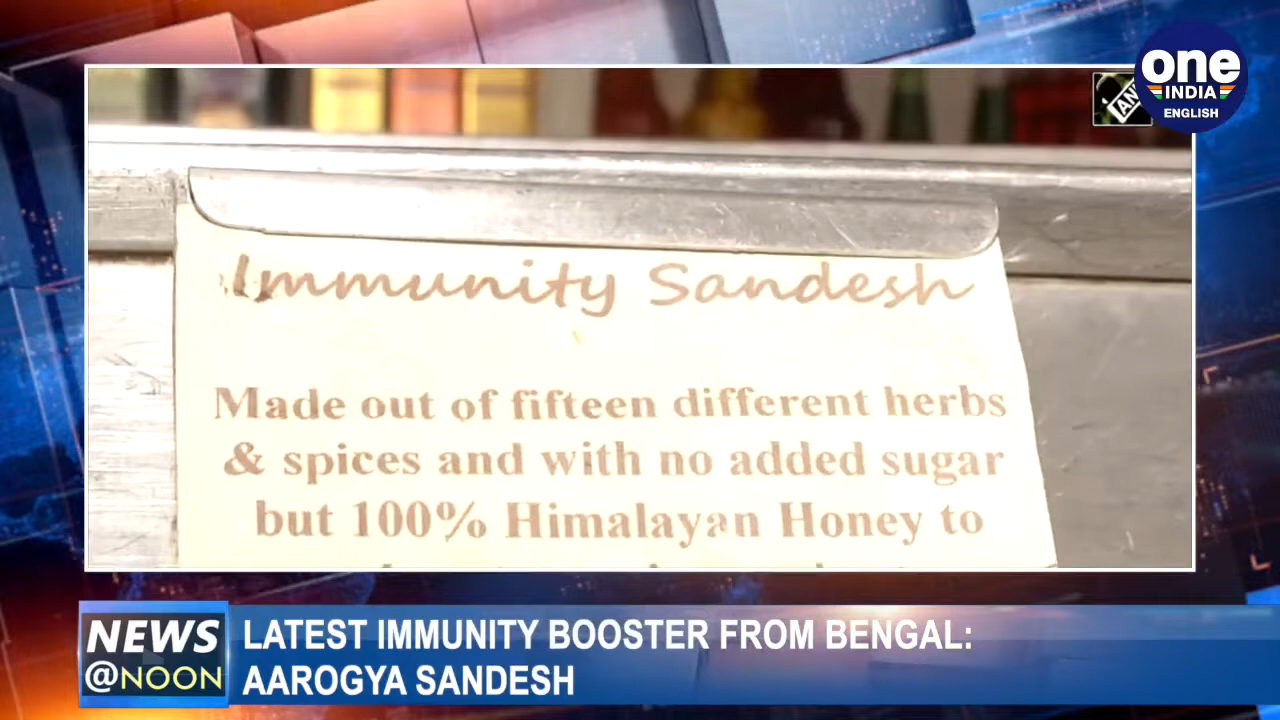 one
INDIA
ENGLISH
ANI
Immunity Sandesh
Made out of fifteen different herbs
& spices and with no added sugar
but 100% Himalayan Honey to
NEWS
@NOON
LATEST IMMUNITY BOOSTER FROM BENGAL:
AAROGYA SANDESH